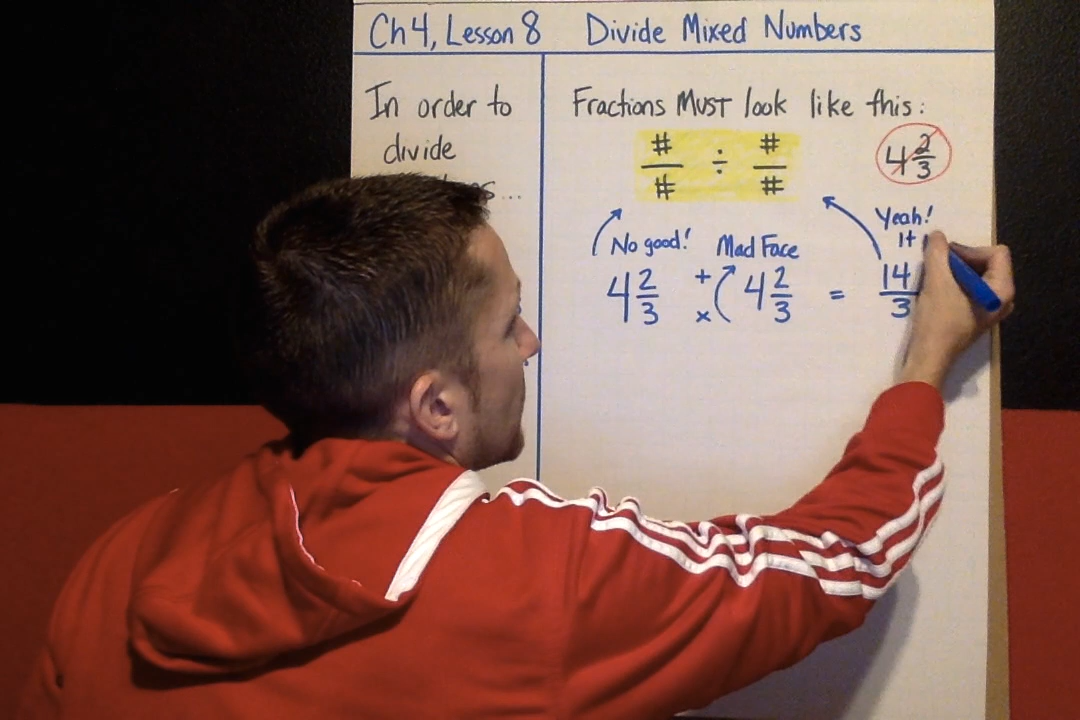 Ch 4, Lesson 8 Divide Mixed Numbers
In order to
divide
...
Fractions MUST look like this:
# ÷ #
# #
4 2/3
No good! Mad Face
Yeah!
4 2/3 + x 4 2/3 = 14/3